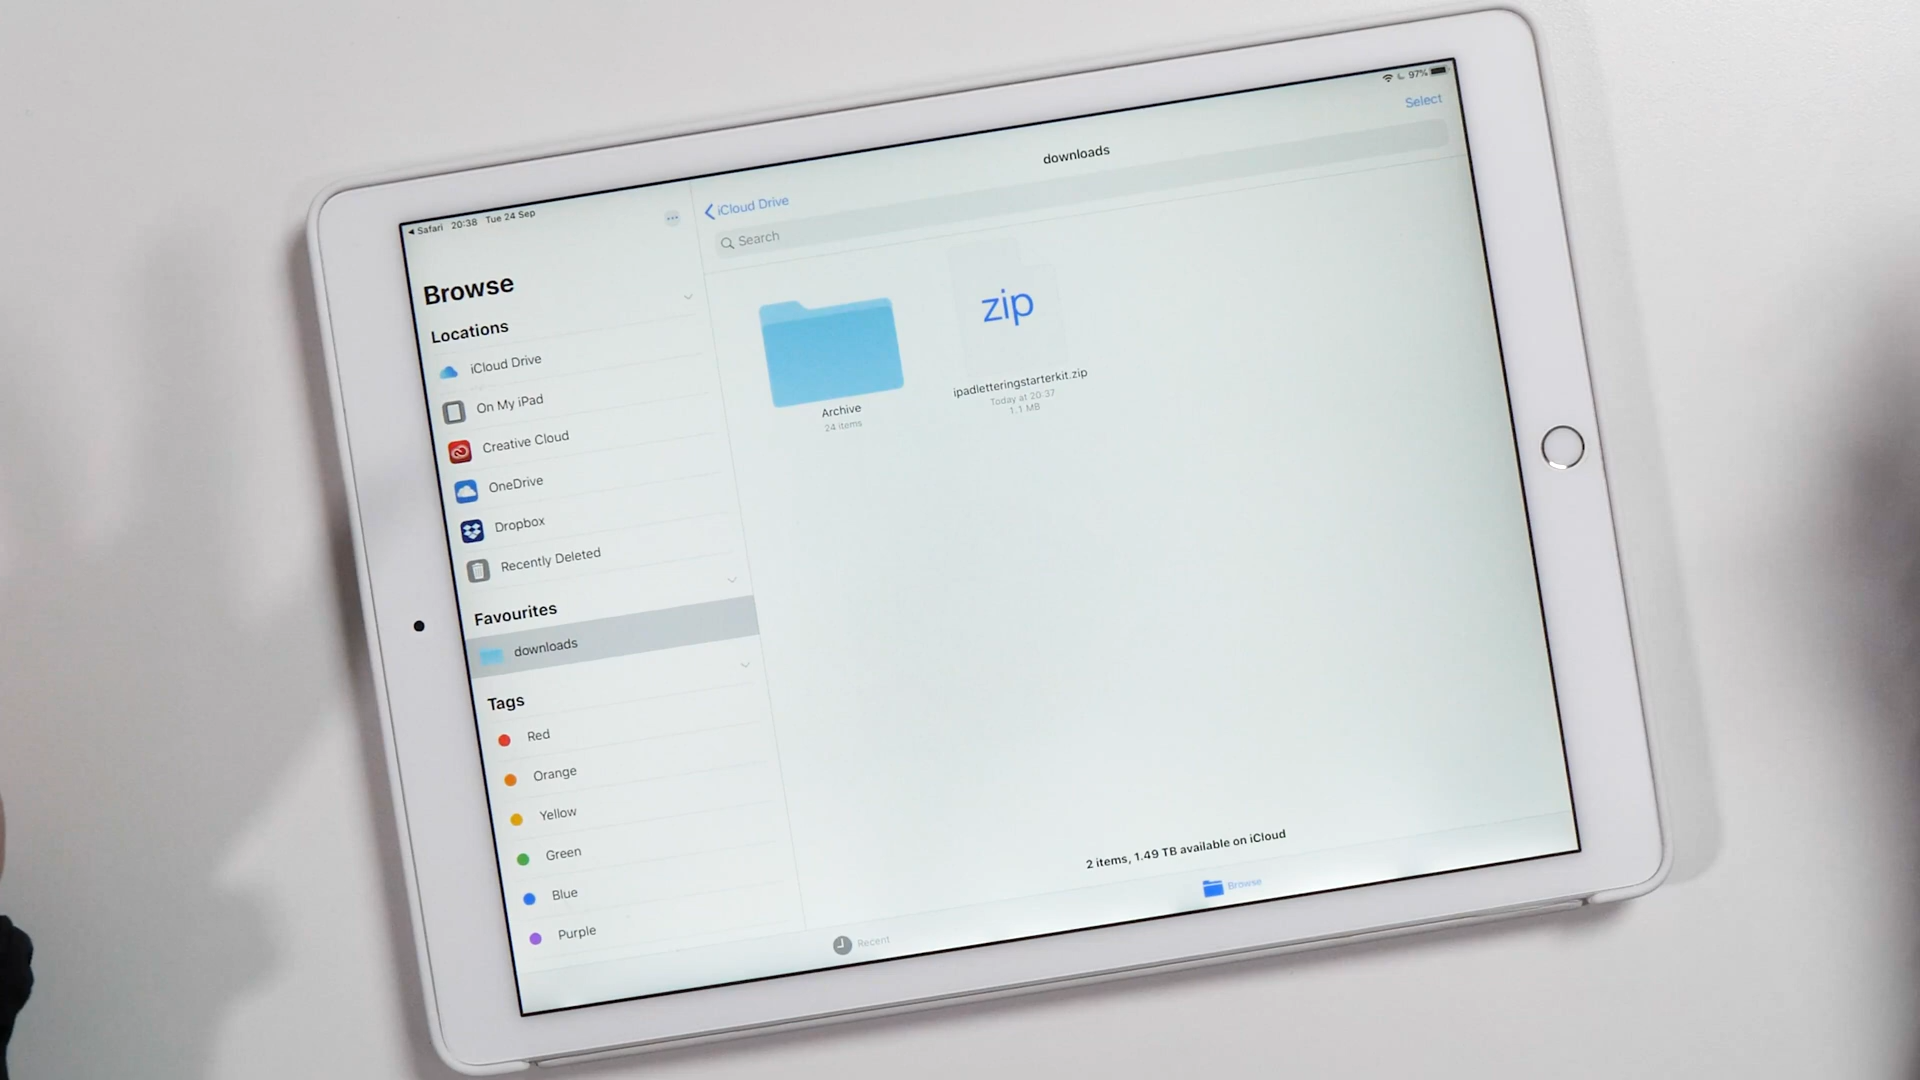 Safari 20:38 Tue 24 Sep
97%
Browse
Locations
iCloud Drive
On My iPad
Creative Cloud
OneDrive
Dropbox
Recently Deleted
Favourites
downloads
Tags
Red
Orange
Yellow
Green
Blue
Purple
iCloud Drive
downloads
Select
Search
zip
Archive
24 items
ipadletteringstarterkit.zip
Today at 20:37
1.1 MB
2 items, 1.49 TB available on iCloud
Recent
Browse